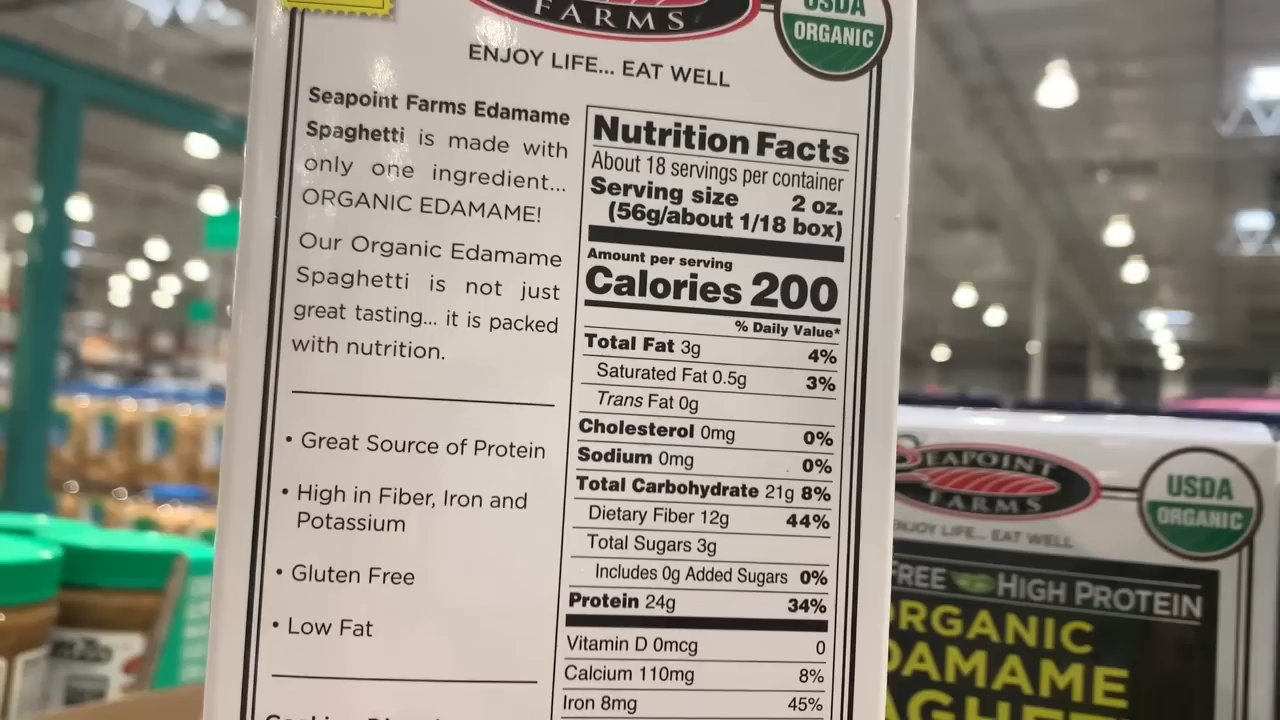 FARMS
USDA
ORGANIC
ENJOY LIFE... EAT WELL
Seapoint Farms Edamame
Spaghetti is made with
only one ingredient...
ORGANIC EDAMAME!
Our Organic Edamame
Spaghetti is not just
great tasting... it is packed
with nutrition.
• Great Source of Protein
• High in Fiber, Iron and
Potassium
• Gluten Free
• Low Fat
Nutrition Facts
About 18 servings per container
Serving size 2 oz.
(56g/about 1/18 box)
Amount per serving
Calories 200
% Daily Value*
Total Fat 3g 4%
Saturated Fat 0.5g 3%
Trans Fat 0g
Cholesterol 0mg 0%
Sodium 0mg 0%
Total Carbohydrate 21g 8%
Dietary Fiber 12g 44%
Total Sugars 3g
Includes 0g Added Sugars 0%
Protein 24g 34%
Vitamin D 0mcg 0
Calcium 110mg 8%
Iron 8mg 45%
SEAPOINT
FARMS
USDA
ORGANIC
ENJOY LIFE... EAT WELL
FREE HIGH PROTEIN
ORGANIC
EDAMAME